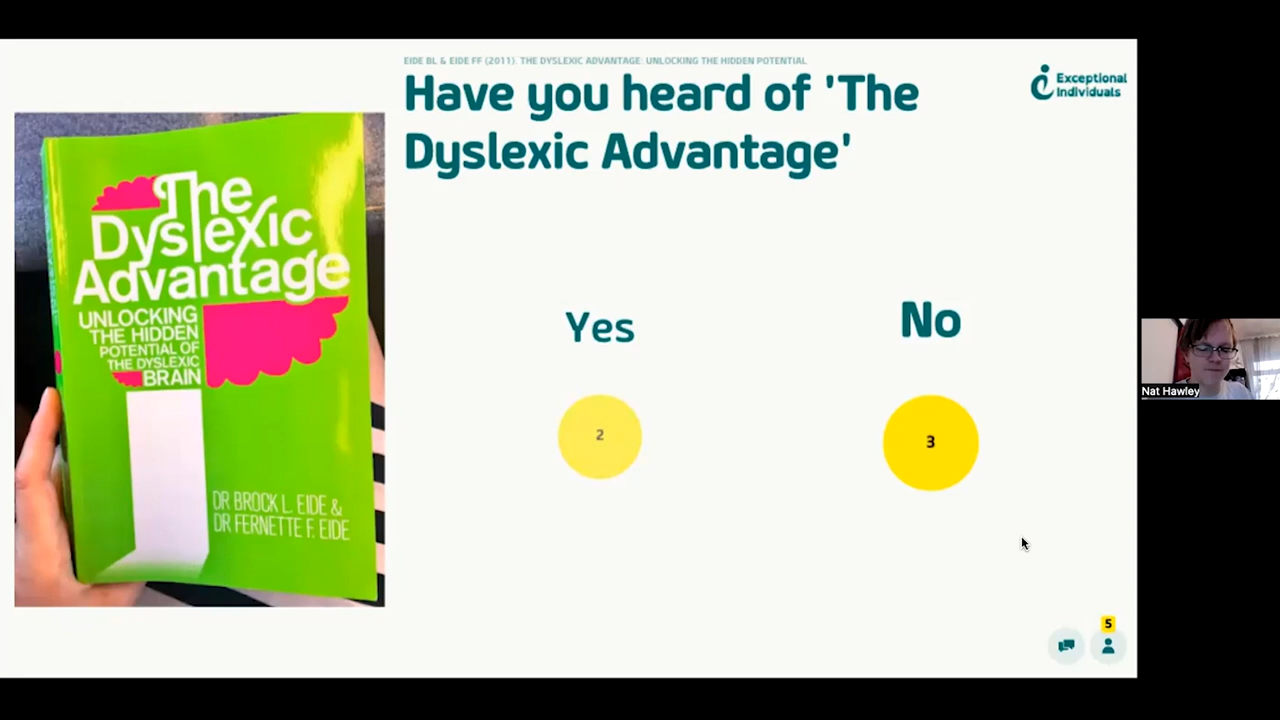 EIDE BL & EIDE FF (2011). THE DYSLEXIC ADVANTAGE: UNLOCKING THE HIDDEN POTENTIAL
Have you heard of 'The
Dyslexic Advantage'
Exceptional
Individuals
The
Dyslexic
Advantage
UNLOCKING
THE HIDDEN
POTENTIAL OF
THE DYSLEXIC
BRAIN
DR BROCK L. EIDE &
DR FERNETTE F. EIDE
Yes
No
2
3
5
Nat Hawley